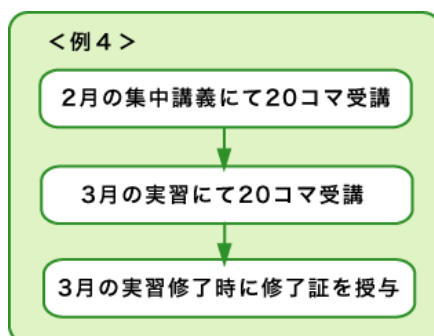 ＜例４＞
2月の集中講義にて20コマ受講
3月の実習にて20コマ受講
3月の実習修了時に修了証を授与